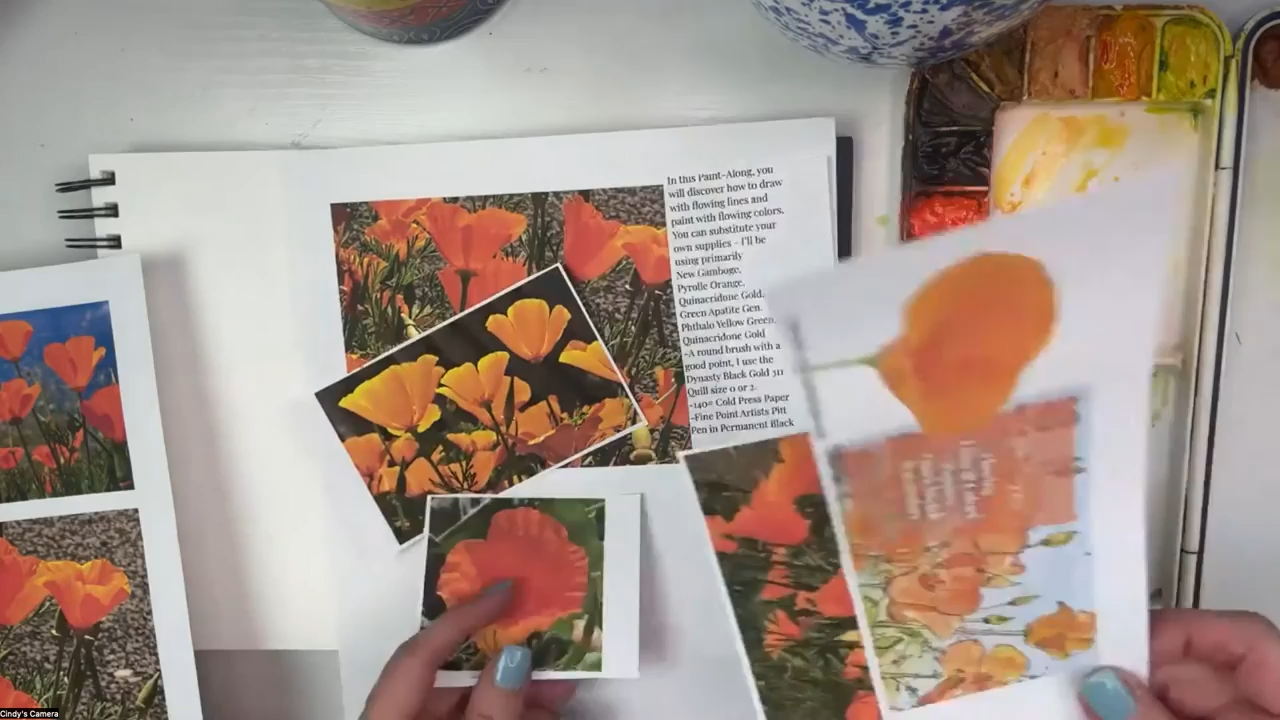 In this Paint-Along, you
will discover how to draw
with flowing lines and
paint with flowing colors.
You can substitute your
own supplies - I'll be
using primarily
New Gamboge,
Pyrolle Orange,
Quinacridone Gold,
Green Apatite Gen,
Phthalo Yellow Green,
Quinacridone Gold
-A round brush with a
good point, I use the
Dynasty Black Gold 311
Quill size 0 or 2.
-140# Cold Press Paper
-Fine Point Artists Pitt
Pen in Permanent Black
Cindy's Camera